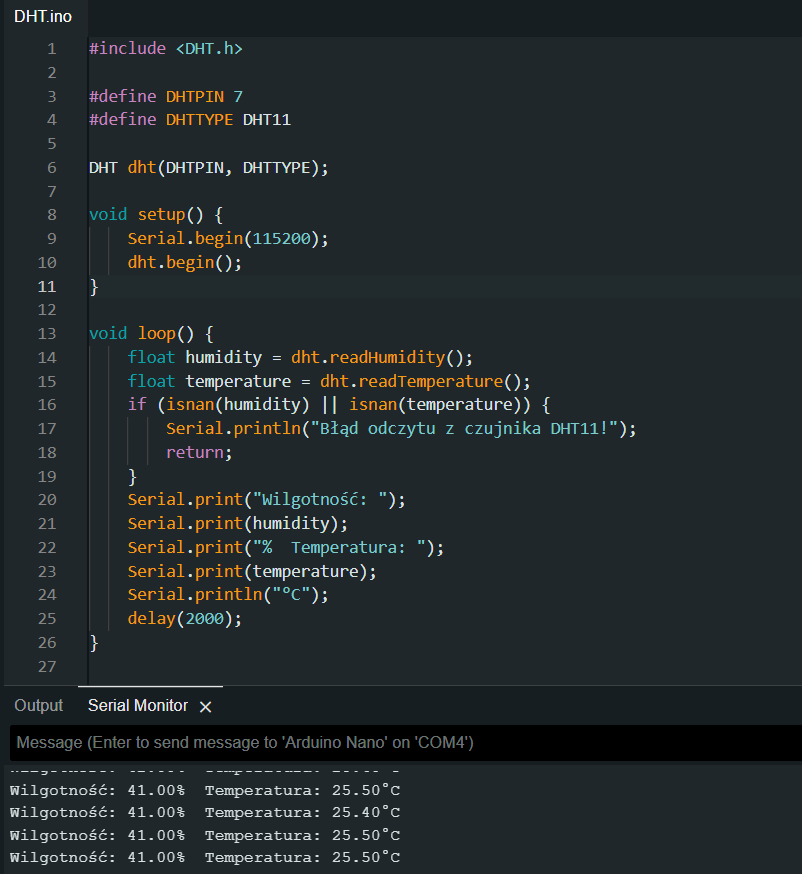 DHT.ino
1 #include <DHT.h>
2
3 #define DHTPIN 7
4 #define DHTTYPE DHT11
5
6 DHT dht(DHTPIN, DHTTYPE);
7
8 void setup() {
9     Serial.begin(115200);
10     dht.begin();
11 }
12
13 void loop() {
14     float humidity = dht.readHumidity();
15     float temperature = dht.readTemperature();
16     if (isnan(humidity) || isnan(temperature)) {
17         Serial.println("Błąd odczytu z czujnika DHT11!");
18         return;
19     }
20     Serial.print("Wilgotność: ");
21     Serial.print(humidity);
22     Serial.print("%  Temperatura: ");
23     Serial.print(temperature);
24     Serial.println("°C");
25     delay(2000);
26 }
27
Output Serial Monitor ×
Message (Enter to send message to 'Arduino Nano' on 'COM4')
Wilgotność: 41.00%  Temperatura: 25.50°C
Wilgotność: 41.00%  Temperatura: 25.40°C
Wilgotność: 41.00%  Temperatura: 25.50°C
Wilgotność: 41.00%  Temperatura: 25.50°C